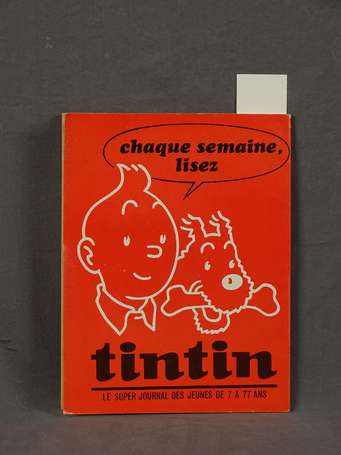 chaque semaine,
lisez
tintin
LE SUPER JOURNAL DES JEUNES DE 7 A 77 ANS